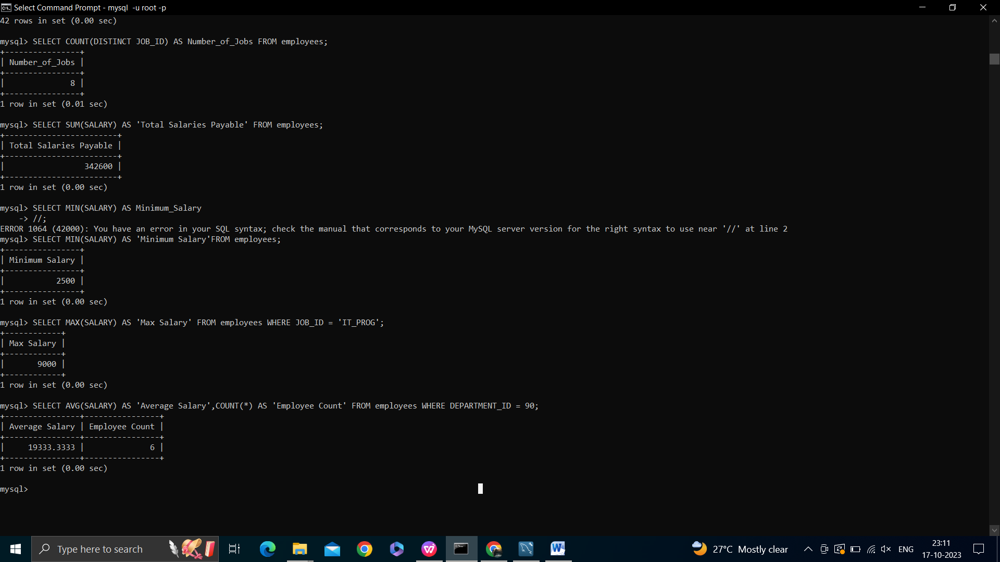 Select Command Prompt - mysql  -u root -p
42 rows in set (0.00 sec)

mysql> SELECT COUNT(DISTINCT JOB_ID) AS Number_of_Jobs FROM employees;
+----------------+
| Number_of_Jobs |
+----------------+
|              8 |
+----------------+
1 row in set (0.01 sec)

mysql> SELECT SUM(SALARY) AS 'Total Salaries Payable' FROM employees;
+------------------------+
| Total Salaries Payable |
+------------------------+
|                 342600 |
+------------------------+
1 row in set (0.00 sec)

mysql> SELECT MIN(SALARY) AS Minimum_Salary
    -> //;
ERROR 1064 (42000): You have an error in your SQL syntax; check the manual that corresponds to your MySQL server version for the right syntax to use near '//' at line 2
mysql> SELECT MIN(SALARY) AS 'Minimum Salary'FROM employees;
+----------------+
| Minimum Salary |
+----------------+
|           2500 |
+----------------+
1 row in set (0.00 sec)

mysql> SELECT MAX(SALARY) AS 'Max Salary' FROM employees WHERE JOB_ID = 'IT_PROG';
+------------+
| Max Salary |
+------------+
|       9000 |
+------------+
1 row in set (0.00 sec)

mysql> SELECT AVG(SALARY) AS 'Average Salary',COUNT(*) AS 'Employee Count' FROM employees WHERE DEPARTMENT_ID = 90;
+----------------+----------------+
| Average Salary | Employee Count |
+----------------+----------------+
|     19333.3333 |              6 |
+----------------+----------------+
1 row in set (0.00 sec)

mysql>
Type here to search
27°C  Mostly clear
ENG
23:11
17-10-2023